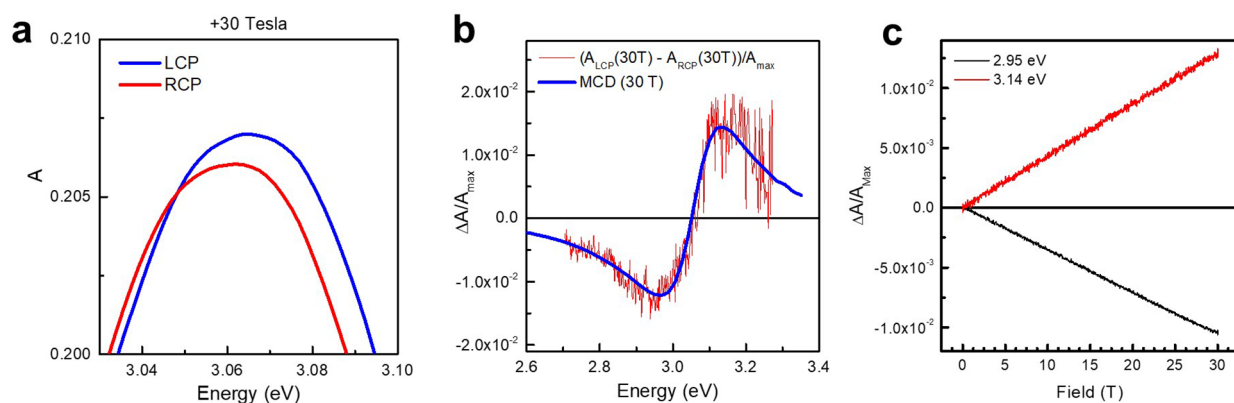 a
+30 Tesla
0.210
LCP
RCP
0.205
A
0.200
3.04 3.06 3.08 3.10
Energy (eV)
b
(A_LCP(30T) - A_RCP(30T))/A_max
MCD (30 T)
2.0x10⁻²
1.0x10⁻²
0.0
-1.0x10⁻²
-2.0x10⁻²
ΔA/A_max
2.6 2.8 3.0 3.2 3.4
Energy (eV)
c
2.95 eV
3.14 eV
1.0x10⁻²
5.0x10⁻³
0.0
-5.0x10⁻³
-1.0x10⁻²
ΔA/A_Max
0 5 10 15 20 25 30
Field (T)